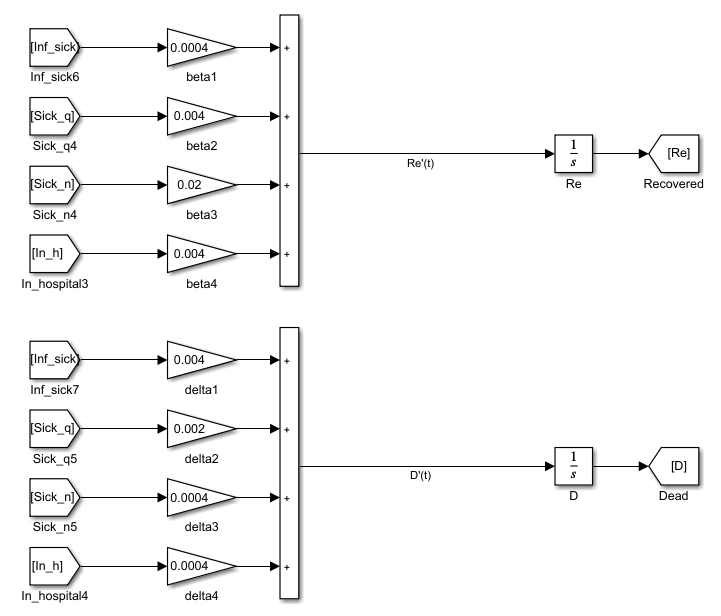 [Inf_sick]
0.0004
+
Inf_sick6
beta1
[Sick_q]
0.004
+
Sick_q4
beta2
Re'(t)
1
s
[Re]
Re
Recovered
[Sick_n]
0.02
+
Sick_n4
beta3
[In_h]
0.004
+
In_hospital3
beta4
[Inf_sick]
0.004
+
Inf_sick7
delta1
[Sick_q]
0.002
+
Sick_q5
delta2
D'(t)
1
s
[D]
D
Dead
[Sick_n]
0.0004
+
Sick_n5
delta3
[In_h]
0.0004
+
In_hospital4
delta4